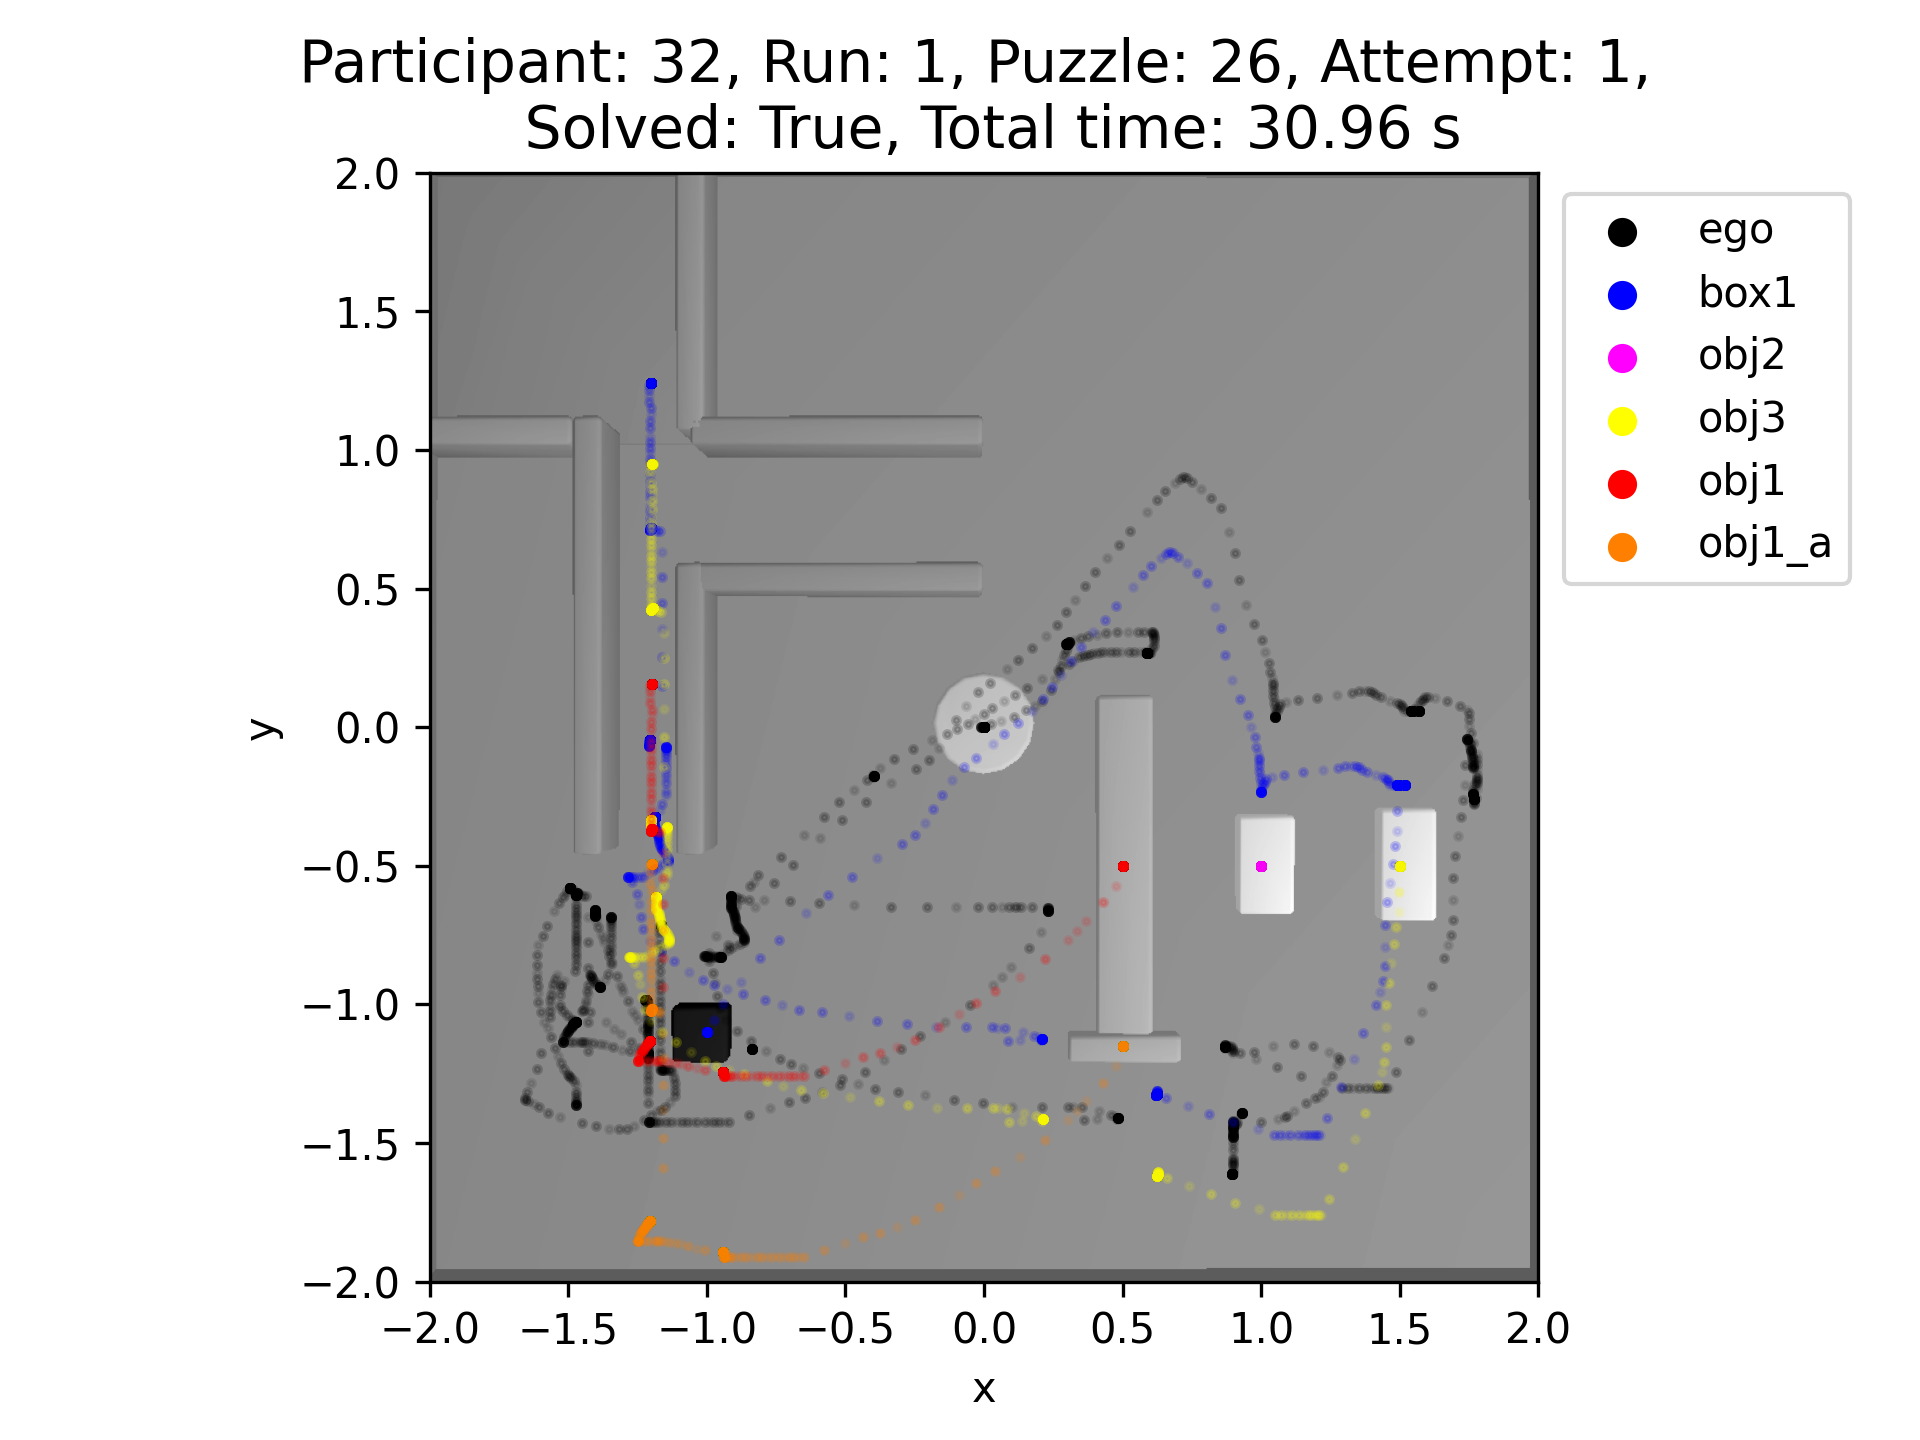 Participant: 32, Run: 1, Puzzle: 26, Attempt: 1,
Solved: True, Total time: 30.96 s
2.0
1.5
1.0
0.5
0.0
−0.5
−1.0
−1.5
−2.0
y
−2.0 −1.5 −1.0 −0.5 0.0 0.5 1.0 1.5 2.0
x
ego
box1
obj2
obj3
obj1
obj1_a